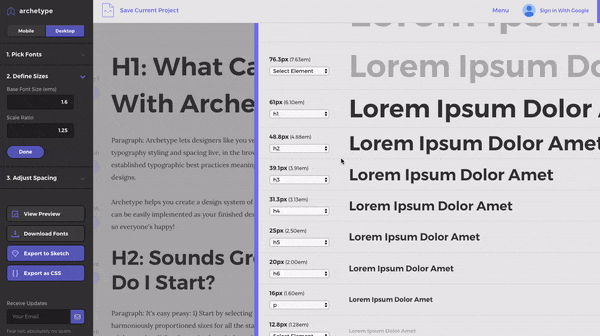 archetype
Save Current Project
Menu
Sign in With Google
Mobile
Desktop
1. Pick Fonts
2. Define Sizes
Base Font Size (ems)
1.6
Scale Ratio
1.25
Done
3. Adjust Spacing
View Preview
Download Fonts
Export to Sketch
Export as CSS
Receive Updates
Your Email
Fear not, absolutely no spam
H1: What Ca
With Arche
Paragraph: Archetype lets designers like you ve
typography styling and spacing live, in the brow
established typographic best practices meanin
designs.
Archetype helps you create a design system of
can be easily implemented as your finished de
so everyone's happy!
H2: Sounds Gre
Do I Start?
Paragraph: It's easy peasy: 1) Start by selecting
harmoniously proportioned sizes for all the sta
76.3px (7.63em)
Select Element
Lorem Ipsum Dolo
61px (6.10em)
h1
Lorem Ipsum Dolor A
48.8px (4.88em)
h2
Lorem Ipsum Dolor Ame
39.1px (3.91em)
h3
Lorem Ipsum Dolor Amet
31.3px (3.13em)
h4
Lorem Ipsum Dolor Amet
25px (2.50em)
h5
Lorem Ipsum Dolor Amet
20px (2.00em)
h6
Lorem Ipsum Dolor Amet
16px (1.60em)
p
Lorem Ipsum Dolor Amet
12.8px (1.28em)
Lorem Ipsum Dolor Amet